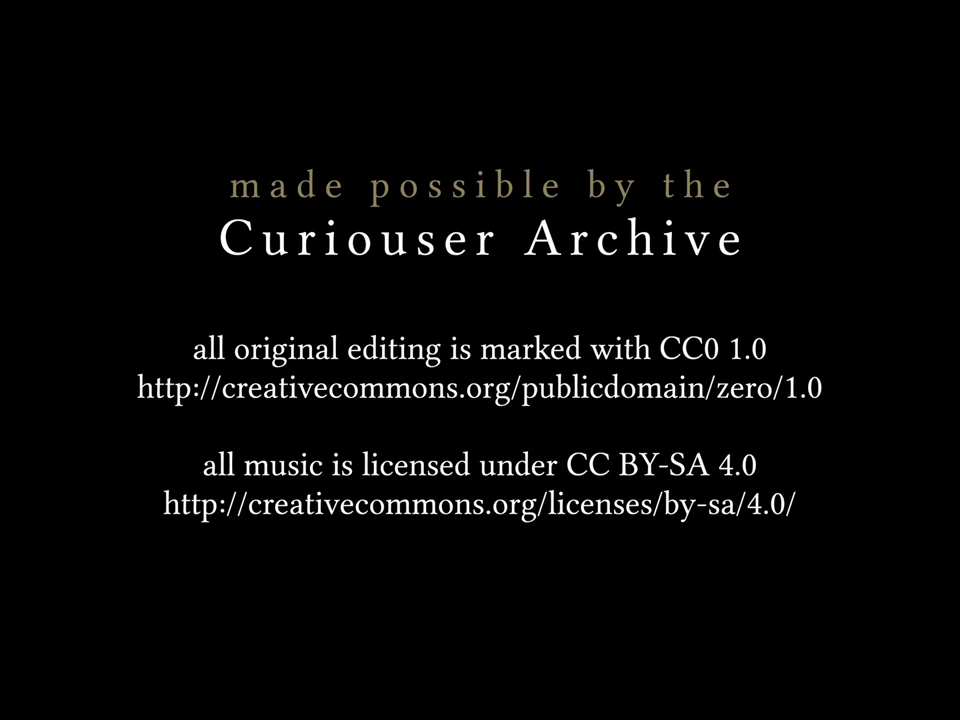 made possible by the
Curiouser Archive
all original editing is marked with CC0 1.0
http://creativecommons.org/publicdomain/zero/1.0
all music is licensed under CC BY-SA 4.0
http://creativecommons.org/licenses/by-sa/4.0/